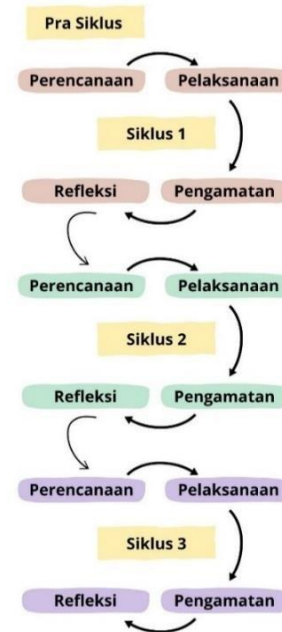 Pra Siklus
Perencanaan Pelaksanaan
Siklus 1
Refleksi Pengamatan
Perencanaan Pelaksanaan
Siklus 2
Refleksi Pengamatan
Perencanaan Pelaksanaan
Siklus 3
Refleksi Pengamatan